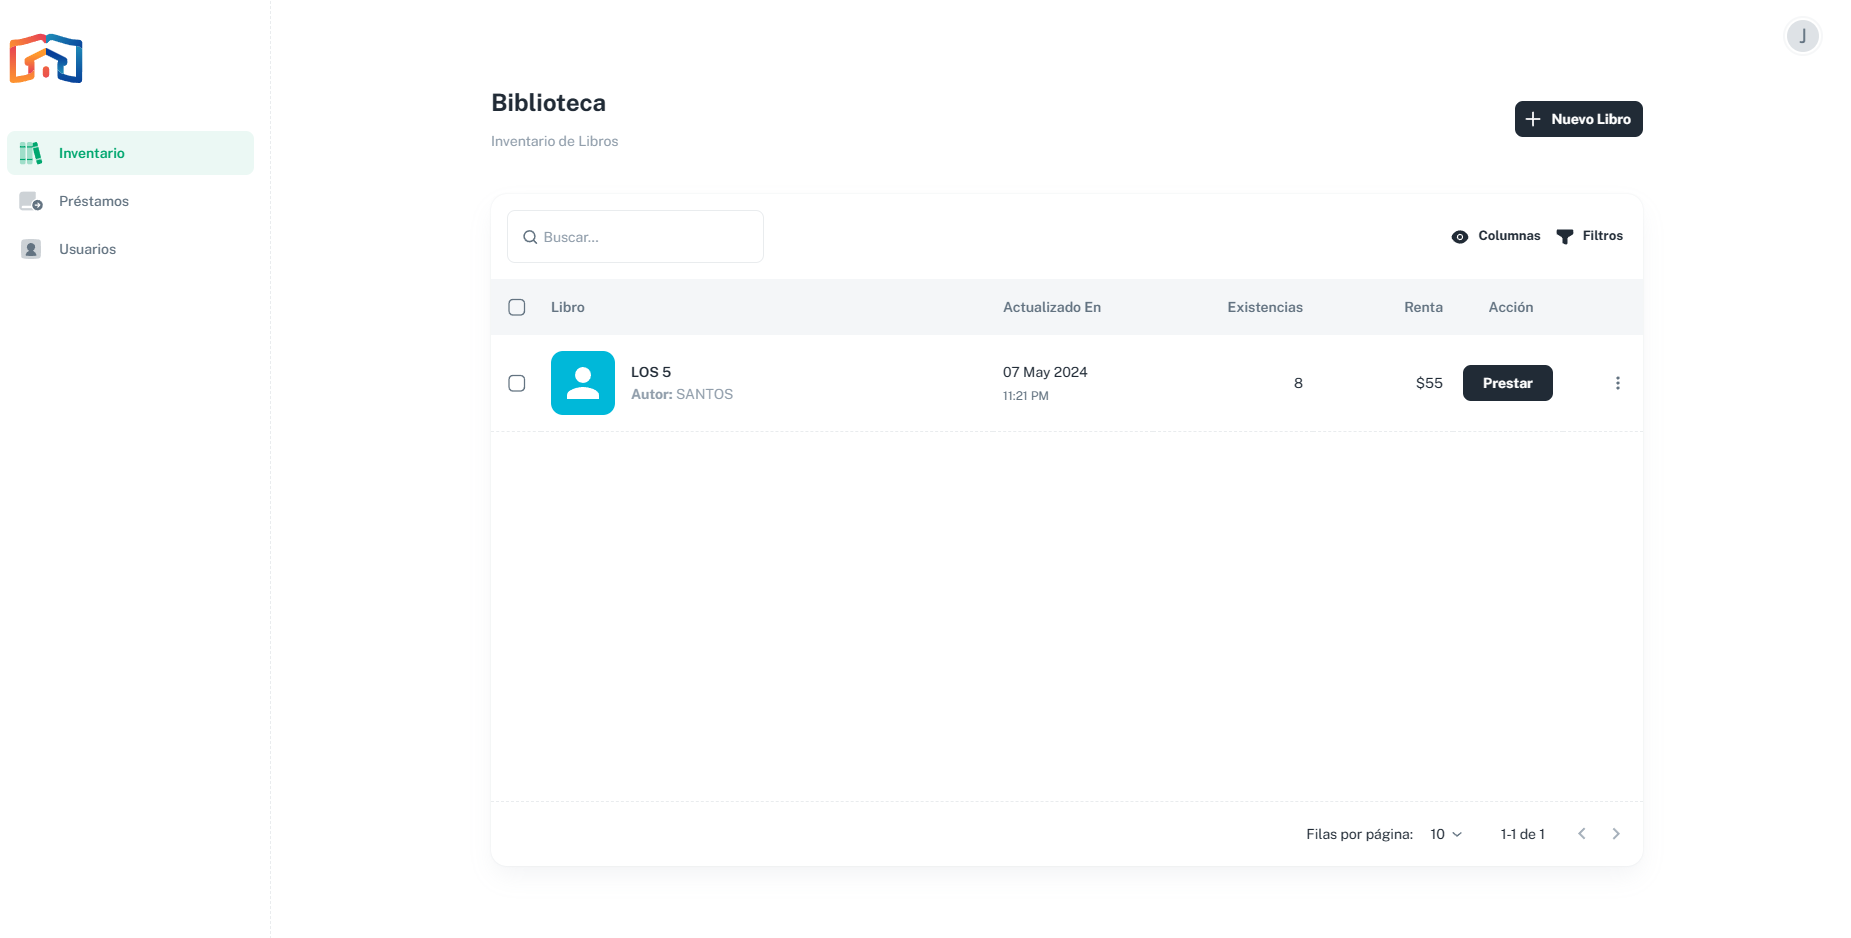 J
Biblioteca
Inventario de Libros
Nuevo Libro
Inventario
Préstamos
Usuarios
Buscar...
Columnas Filtros
Libro Actualizado En Existencias Renta Acción
LOS 5 07 May 2024
Autor: SANTOS 11:21 PM
8 $55 Prestar
Filas por página: 10 1-1 de 1